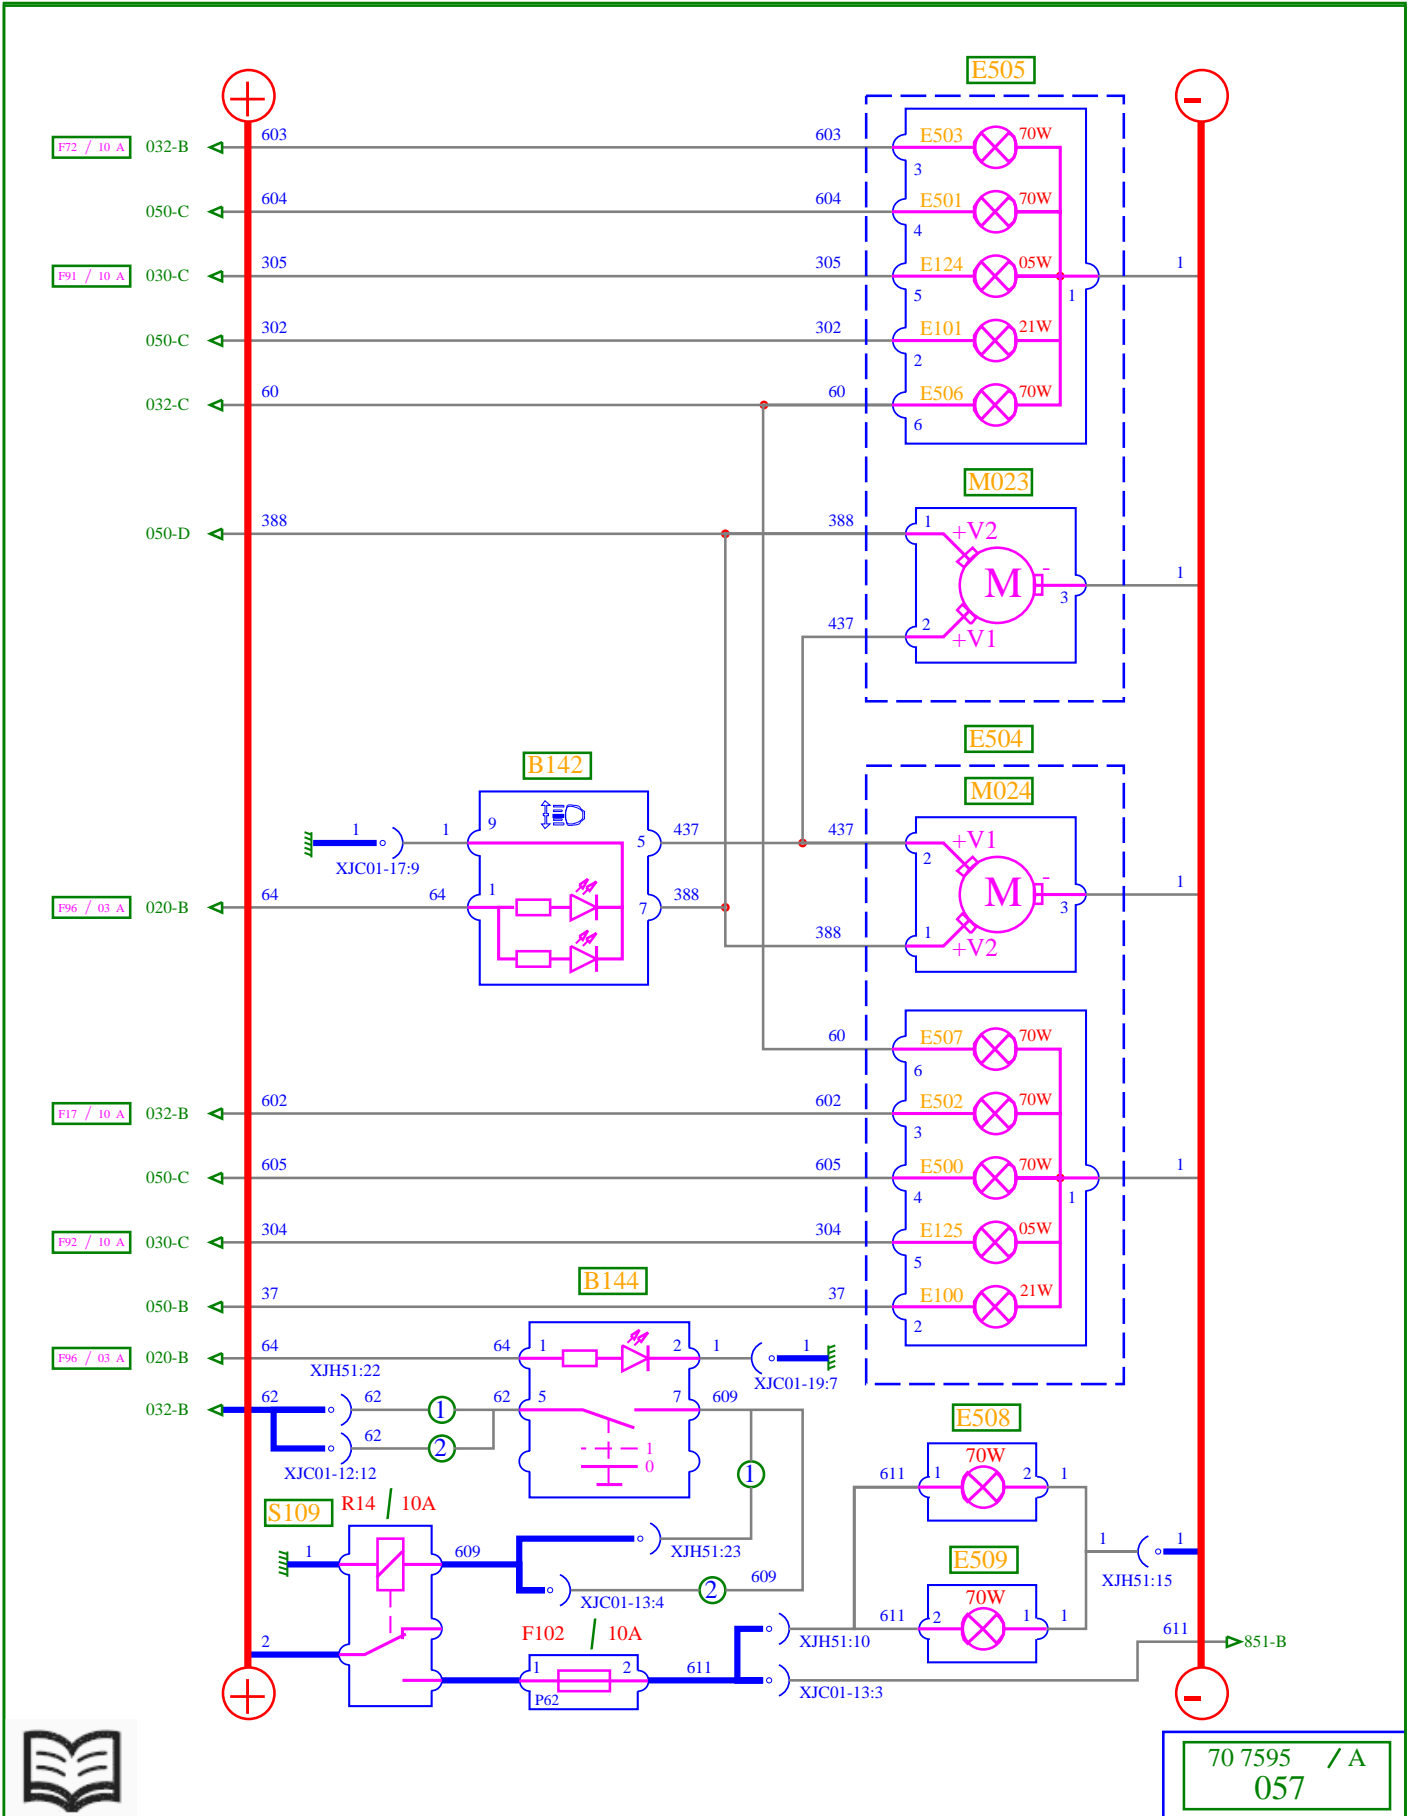 E505
F72 / 10 A 032-B 603 603 E503 70W
3
050-C 604 604 E501 70W
4
F91 / 10 A 030-C 305 305 E124 05W 1
5 1
050-C 302 302 E101 21W
2
032-C 60 60 E506 70W
6
M023
050-D 388 388 1 +V2
M - 3 1
437 2 +V1
E504
B142 M024
1 1 9 5 437 437 +V1
XJC01-17:9 2
M - 3 1
F96 / 03 A 020-B 64 64 1 7 388
388 1 +V2
60 E507 70W
6
F17 / 10 A 032-B 602 602 E502 70W
3
050-C 605 605 E500 70W 1
4 1
F92 / 10 A 030-C 304 304 E125 05W
5
B144
050-B 37 37 E100 21W
2
F96 / 03 A 020-B 64 64 1 2 1 1
XJH51:22 XJC01-19:7
032-B 62 62 1 62 5 7 609
62 2
XJC01-12:12
1
0
1
E508
70W
611 1 2 1
S109 R14 / 10A
1 609 XJH51:23
XJC01-13:4 2 609
E509
70W
611 2 1 1
1 1
XJH51:15
2 F102 / 10A
XJH51:10
1 2 611
P62
XJC01-13:3
611 851-B
70 7595 / A
057